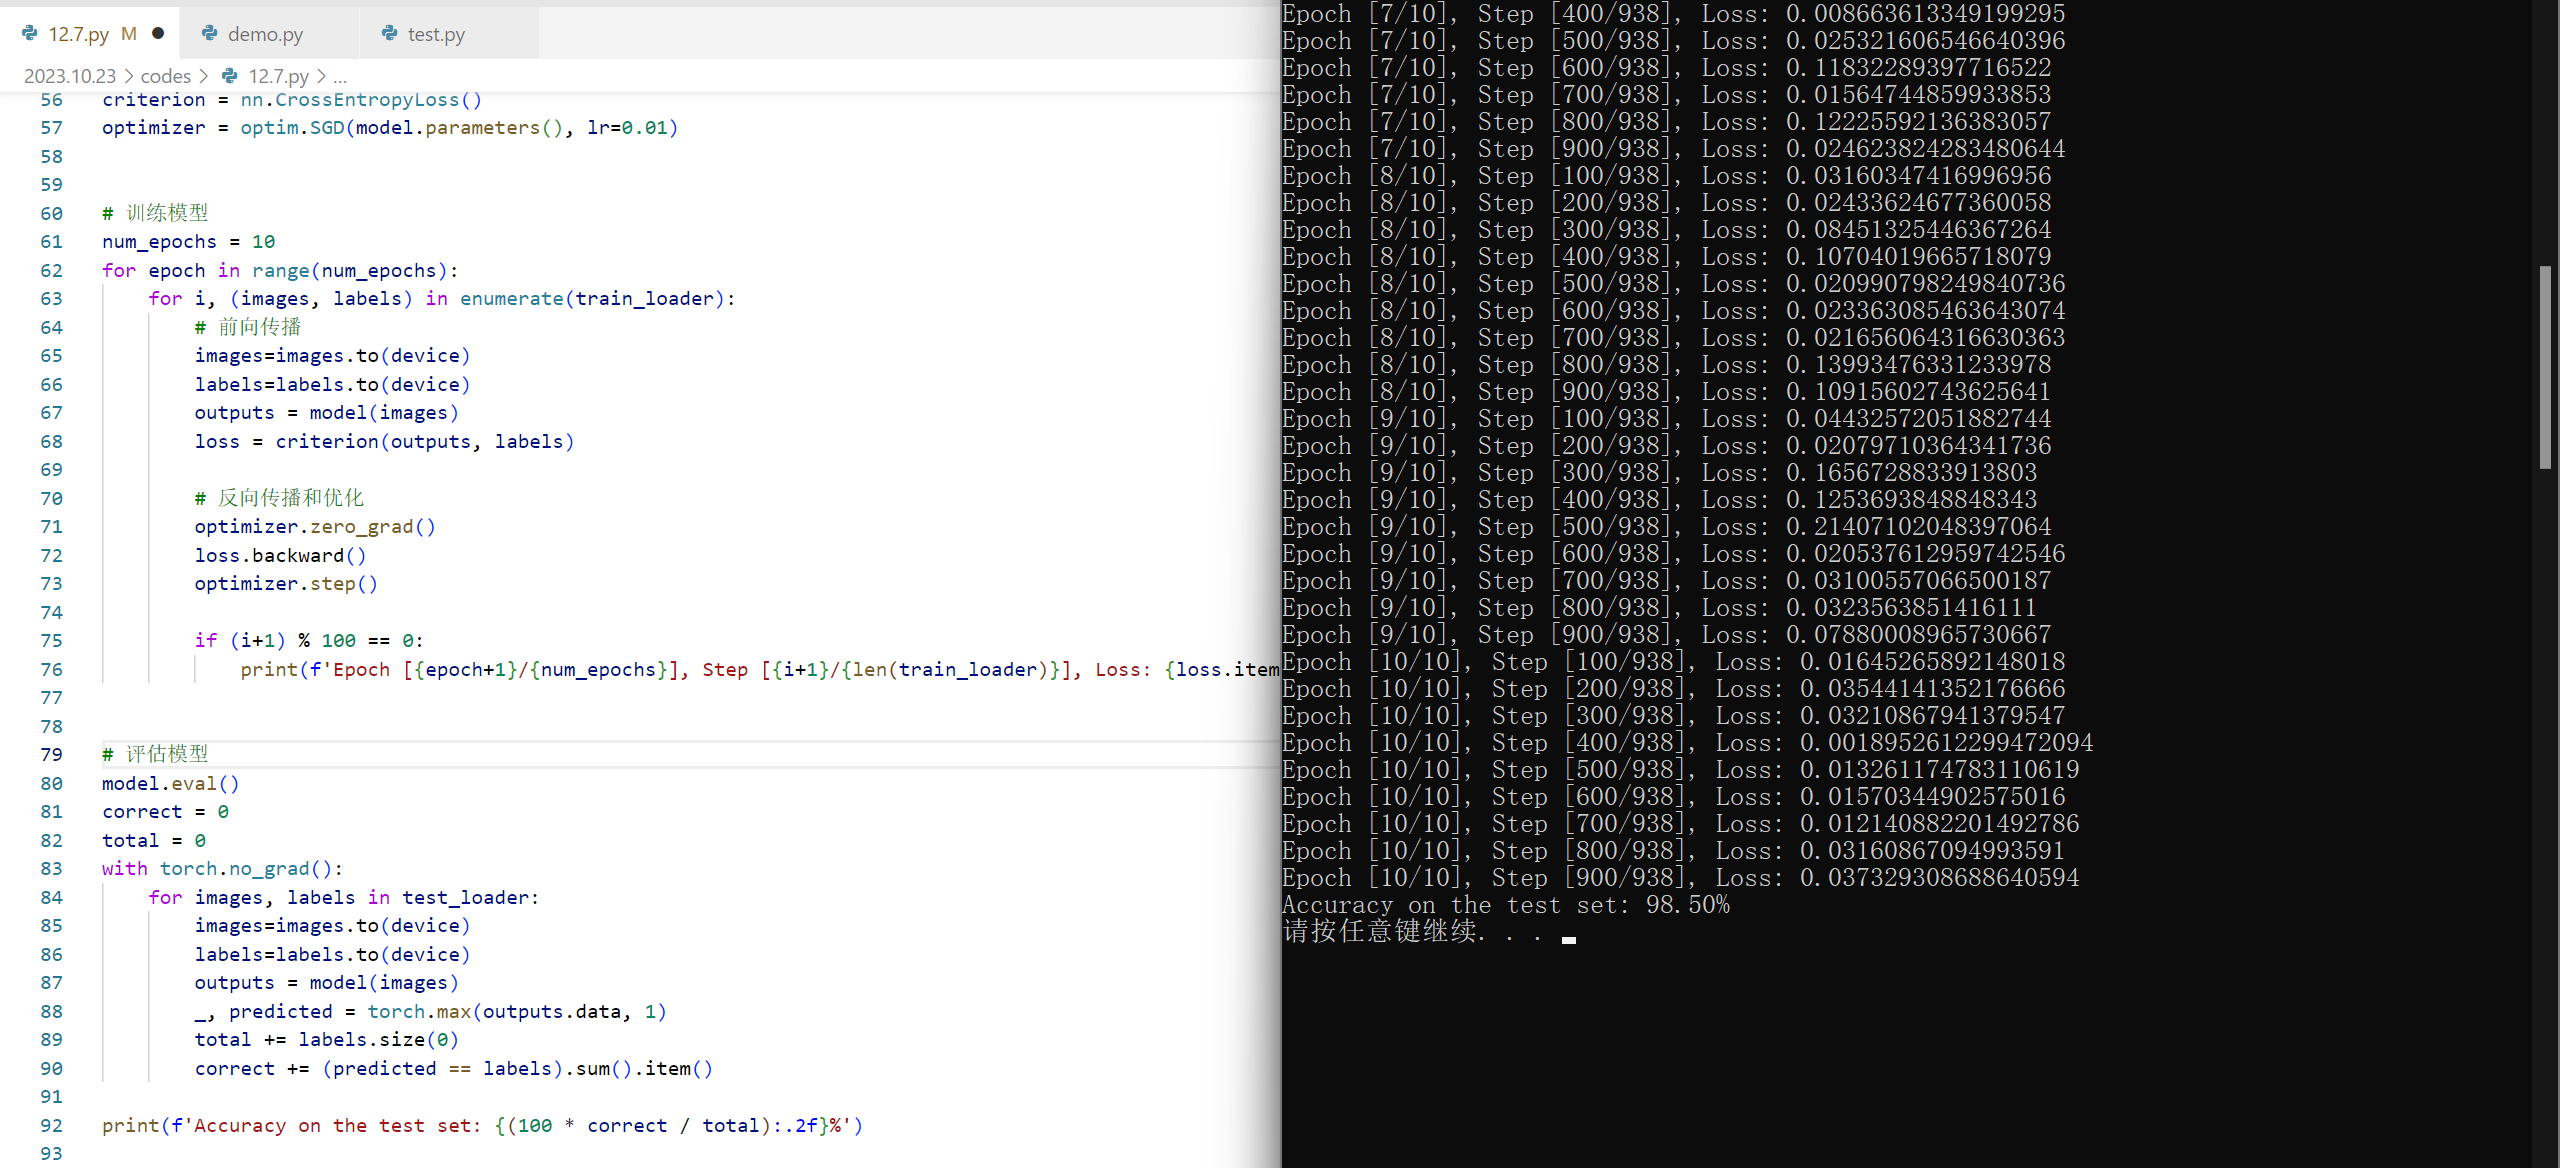 12.7.py M
demo.py
test.py
2023.10.23 > codes > 12.7.py > ...
56 criterion = nn.CrossEntropyLoss()
57 optimizer = optim.SGD(model.parameters(), lr=0.01)
58
59
60 # 训练模型
61 num_epochs = 10
62 for epoch in range(num_epochs):
63     for i, (images, labels) in enumerate(train_loader):
64         # 前向传播
65         images=images.to(device)
66         labels=labels.to(device)
67         outputs = model(images)
68         loss = criterion(outputs, labels)
69
70         # 反向传播和优化
71         optimizer.zero_grad()
72         loss.backward()
73         optimizer.step()
74
75         if (i+1) % 100 == 0:
76             print(f'Epoch [{epoch+1}/{num_epochs}], Step [{i+1}/{len(train_loader)}], Loss: {loss.item
77
78
79 # 评估模型
80 model.eval()
81 correct = 0
82 total = 0
83 with torch.no_grad():
84     for images, labels in test_loader:
85         images=images.to(device)
86         labels=labels.to(device)
87         outputs = model(images)
88         _, predicted = torch.max(outputs.data, 1)
89         total += labels.size(0)
90         correct += (predicted == labels).sum().item()
91
92 print(f'Accuracy on the test set: {(100 * correct / total):.2f}%')
93
Epoch [7/10], Step [400/938], Loss: 0.008663613349199295
Epoch [7/10], Step [500/938], Loss: 0.025321606546640396
Epoch [7/10], Step [600/938], Loss: 0.11832289397716522
Epoch [7/10], Step [700/938], Loss: 0.01564744859933853
Epoch [7/10], Step [800/938], Loss: 0.12225592136383057
Epoch [7/10], Step [900/938], Loss: 0.024623824283480644
Epoch [8/10], Step [100/938], Loss: 0.03160347416996956
Epoch [8/10], Step [200/938], Loss: 0.02433624677360058
Epoch [8/10], Step [300/938], Loss: 0.08451325446367264
Epoch [8/10], Step [400/938], Loss: 0.10704019665718079
Epoch [8/10], Step [500/938], Loss: 0.020990798249840736
Epoch [8/10], Step [600/938], Loss: 0.023363085463643074
Epoch [8/10], Step [700/938], Loss: 0.021656064316630363
Epoch [8/10], Step [800/938], Loss: 0.13993476331233978
Epoch [8/10], Step [900/938], Loss: 0.10915602743625641
Epoch [9/10], Step [100/938], Loss: 0.04432572051882744
Epoch [9/10], Step [200/938], Loss: 0.02079710364341736
Epoch [9/10], Step [300/938], Loss: 0.1656728833913803
Epoch [9/10], Step [400/938], Loss: 0.1253693848848343
Epoch [9/10], Step [500/938], Loss: 0.21407102048397064
Epoch [9/10], Step [600/938], Loss: 0.020537612959742546
Epoch [9/10], Step [700/938], Loss: 0.03100557066500187
Epoch [9/10], Step [800/938], Loss: 0.0323563851416111
Epoch [9/10], Step [900/938], Loss: 0.07880008965730667
Epoch [10/10], Step [100/938], Loss: 0.01645265892148018
Epoch [10/10], Step [200/938], Loss: 0.03544141352176666
Epoch [10/10], Step [300/938], Loss: 0.03210867941379547
Epoch [10/10], Step [400/938], Loss: 0.001895261229947​2094
Epoch [10/10], Step [500/938], Loss: 0.013261174783110619
Epoch [10/10], Step [600/938], Loss: 0.01570344902575016
Epoch [10/10], Step [700/938], Loss: 0.012140882201492786
Epoch [10/10], Step [800/938], Loss: 0.03160867094993591
Epoch [10/10], Step [900/938], Loss: 0.037329308688640594
Accuracy on the test set: 98.50%
请按任意键继续. . .